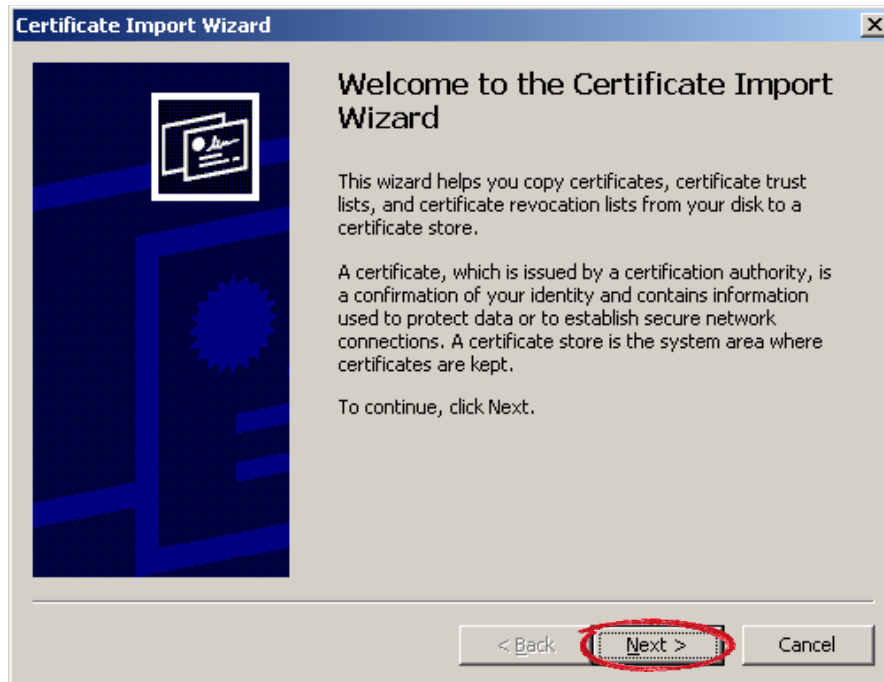 Certificate Import Wizard
Welcome to the Certificate Import
Wizard
This wizard helps you copy certificates, certificate trust
lists, and certificate revocation lists from your disk to a
certificate store.
A certificate, which is issued by a certification authority, is
a confirmation of your identity and contains information
used to protect data or to establish secure network
connections. A certificate store is the system area where
certificates are kept.
To continue, click Next.
< Back Next > Cancel